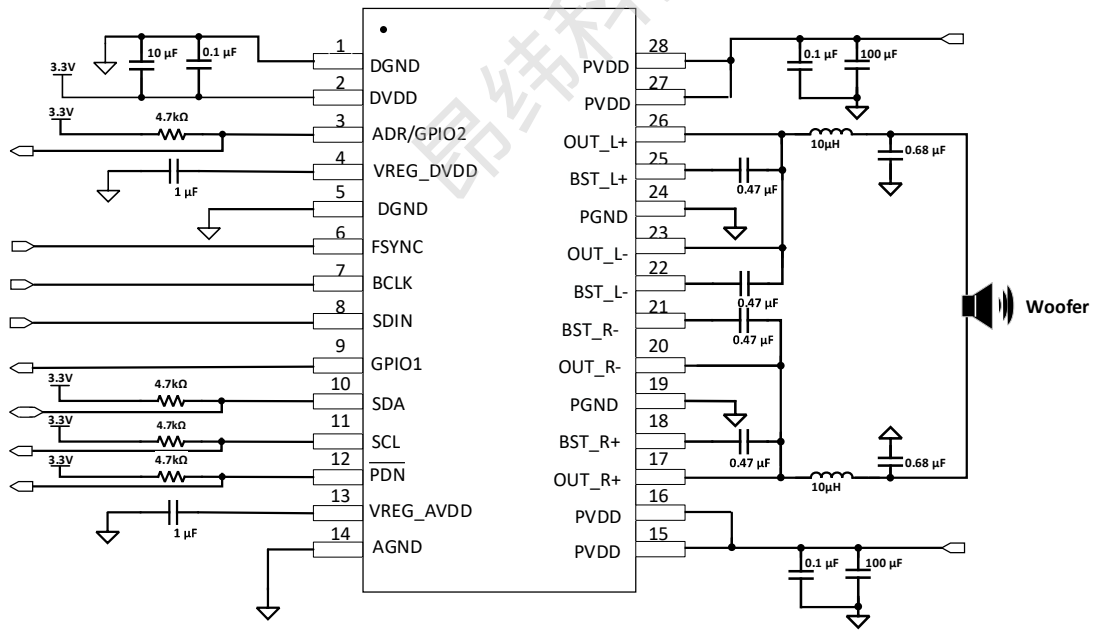 昂纬科
10 µF
0.1 µF
3.3V
1
DGND
2
DVDD
3.3V
4.7kΩ
3
ADR/GPIO2
4
VREG_DVDD
1 µF
5
DGND
6
FSYNC
7
BCLK
8
SDIN
9
GPIO1
3.3V
4.7kΩ
10
SDA
3.3V
4.7kΩ
11
SCL
3.3V
4.7kΩ
12
PDN
13
VREG_AVDD
1 µF
14
AGND
28
PVDD
0.1 µF
100 µF
27
PVDD
26
OUT_L+
10µH
0.68 µF
25
BST_L+
0.47 µF
24
PGND
23
OUT_L-
22
BST_L-
0.47 µF
21
BST_R-
0.47 µF
Woofer
20
OUT_R-
19
PGND
18
BST_R+
0.47 µF
17
OUT_R+
10µH
0.68 µF
16
PVDD
15
PVDD
0.1 µF
100 µF